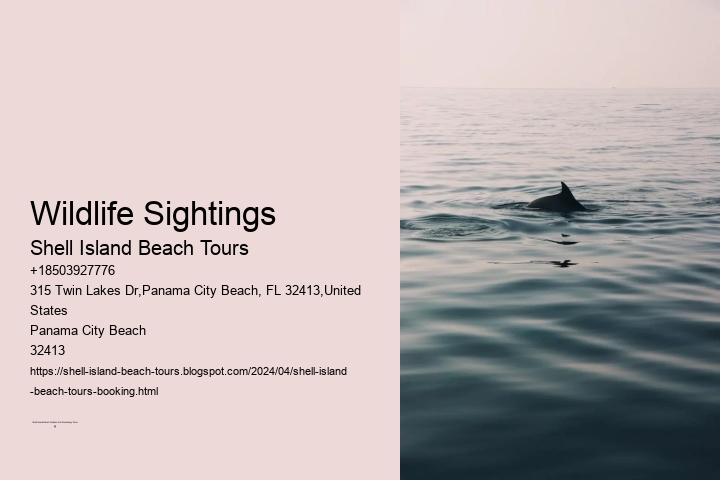 Wildlife Sightings
Shell Island Beach Tours
+18503927776
315 Twin Lakes Dr,Panama City Beach, FL 32413,United
States
Panama City Beach
32413
https://shell-island-beach-tours.blogspot.com/2024/04/shell-island
-beach-tours-booking.html